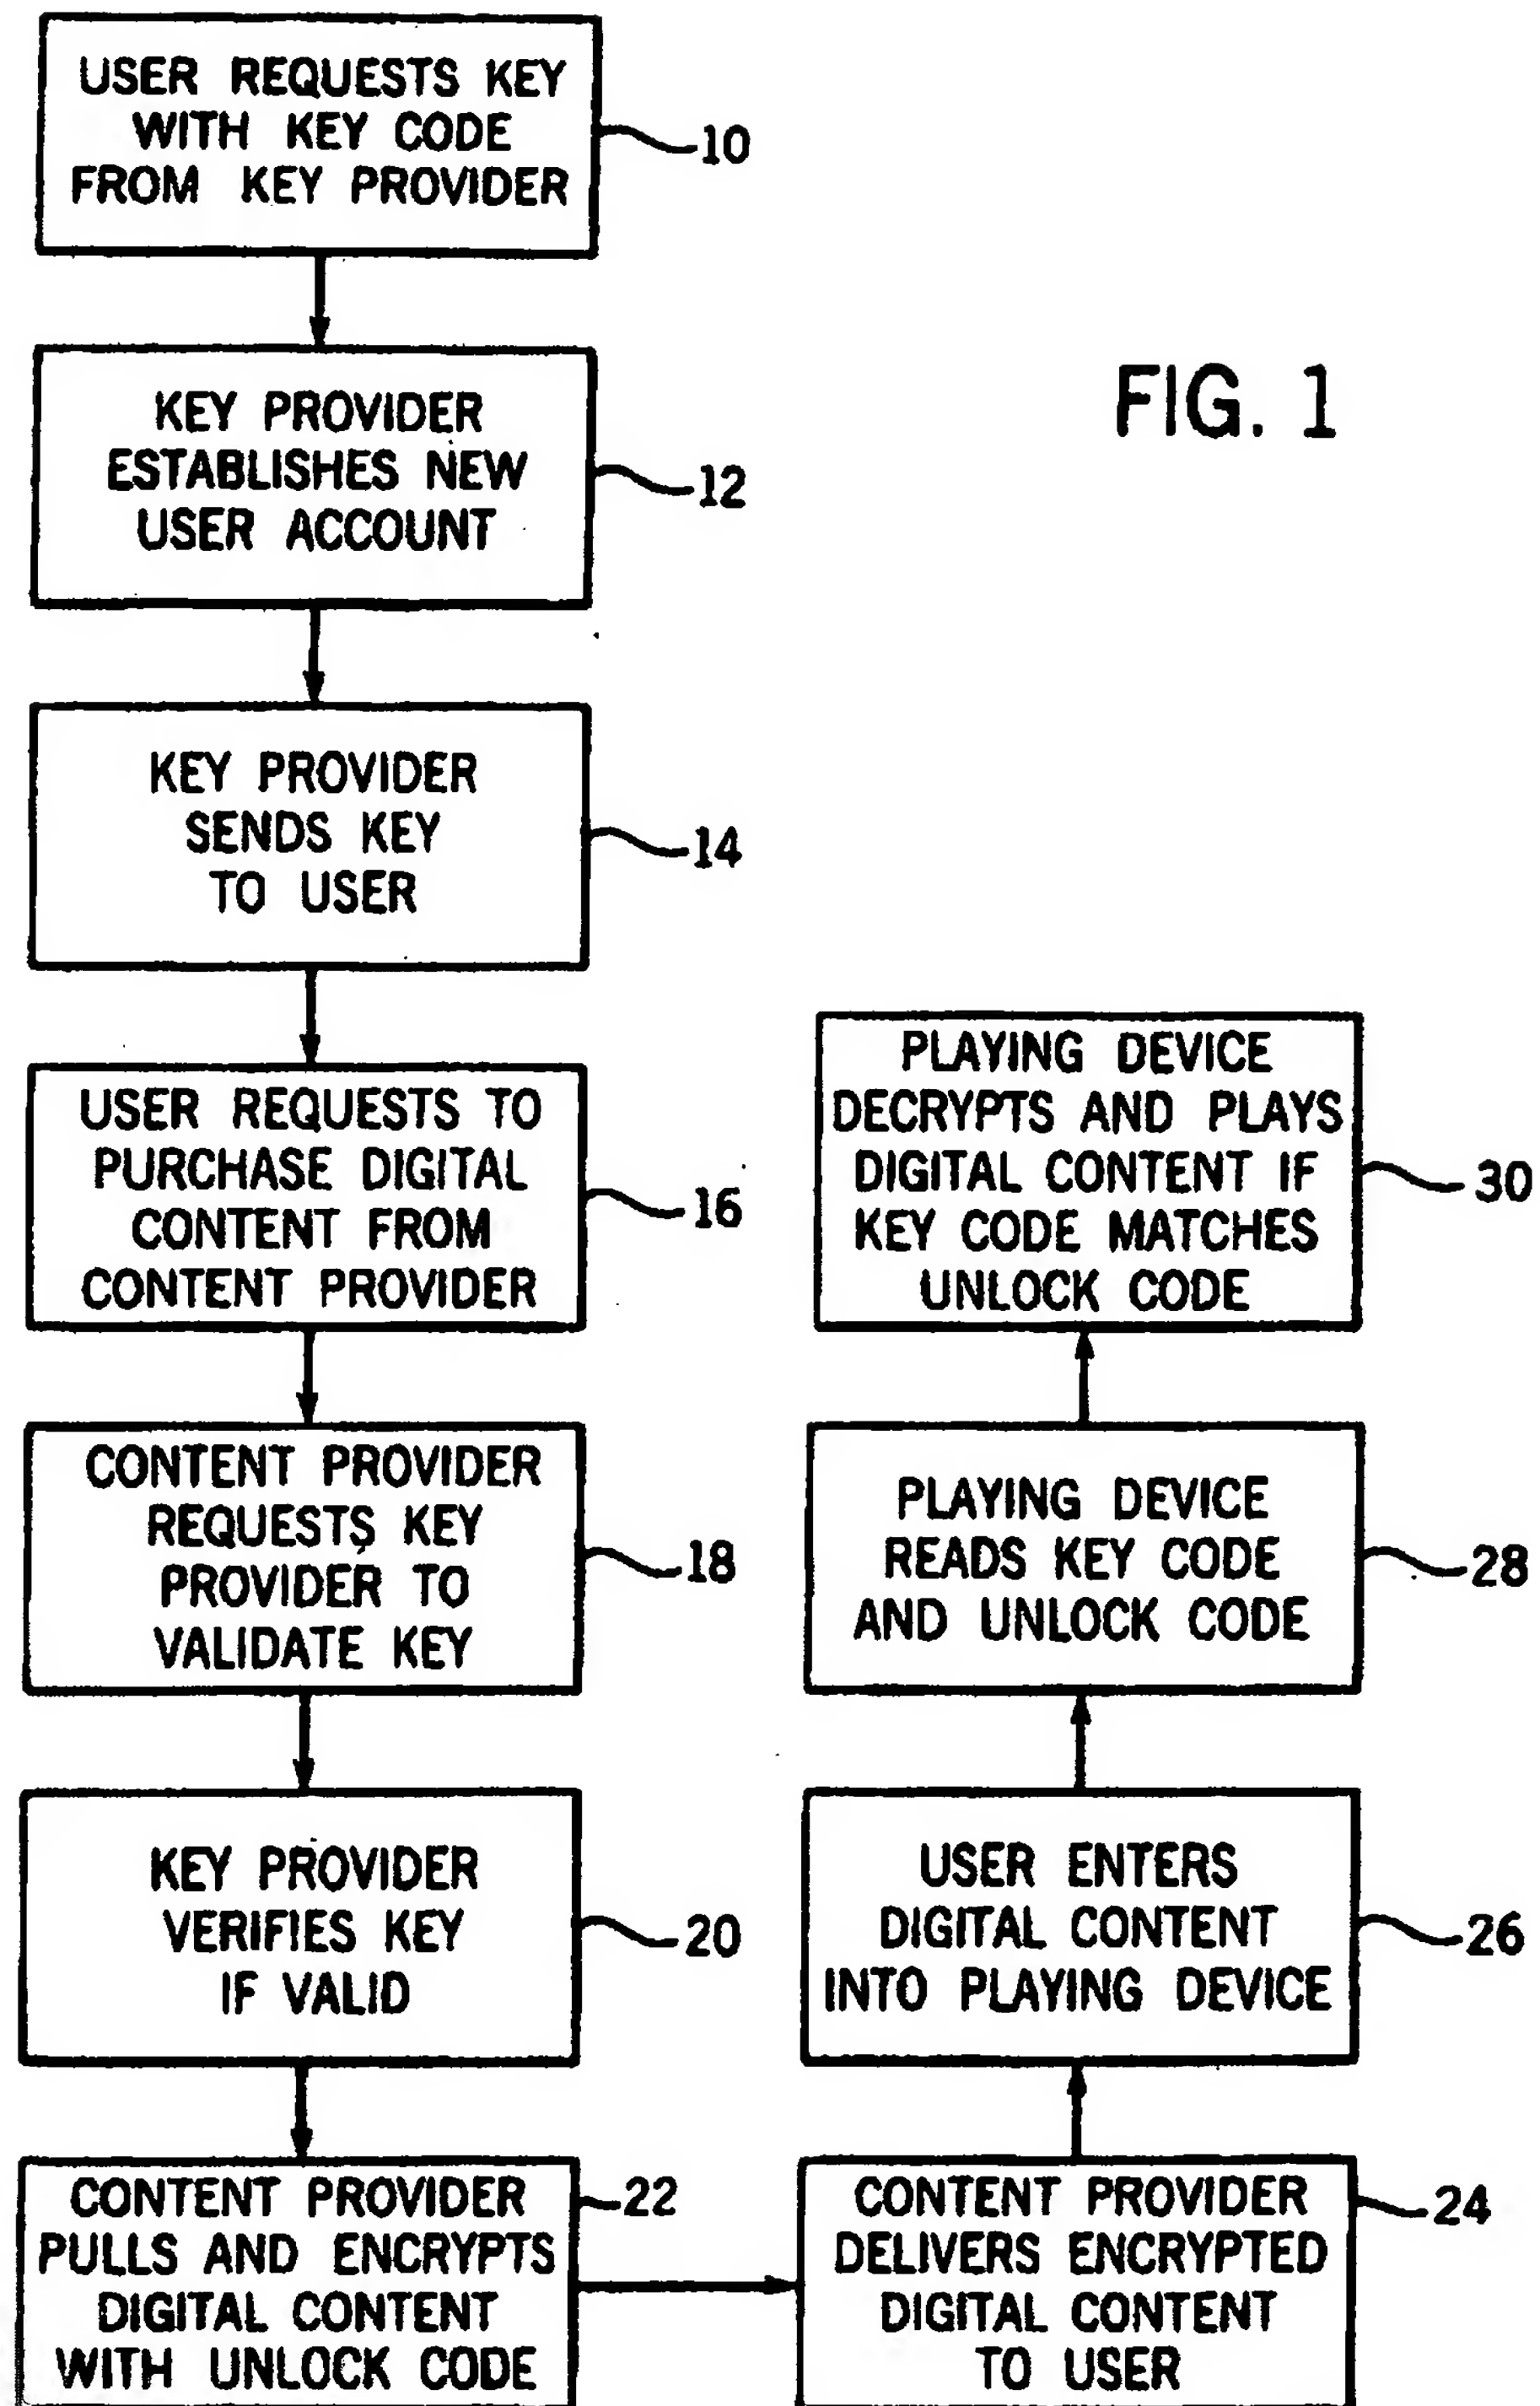 USER REQUESTS KEY
WITH KEY CODE
FROM KEY PROVIDER
10
KEY PROVIDER
ESTABLISHES NEW
USER ACCOUNT
12
FIG. 1
KEY PROVIDER
SENDS KEY
TO USER
14
USER REQUESTS TO
PURCHASE DIGITAL
CONTENT FROM
CONTENT PROVIDER
16
CONTENT PROVIDER
REQUESTS KEY
PROVIDER TO
VALIDATE KEY
18
KEY PROVIDER
VERIFIES KEY
IF VALID
20
CONTENT PROVIDER
PULLS AND ENCRYPTS
DIGITAL CONTENT
WITH UNLOCK CODE
22
CONTENT PROVIDER
DELIVERS ENCRYPTED
DIGITAL CONTENT
TO USER
24
USER ENTERS
DIGITAL CONTENT
INTO PLAYING DEVICE
26
PLAYING DEVICE
READS KEY CODE
AND UNLOCK CODE
28
PLAYING DEVICE
DECRYPTS AND PLAYS
DIGITAL CONTENT IF
KEY CODE MATCHES
UNLOCK CODE
30